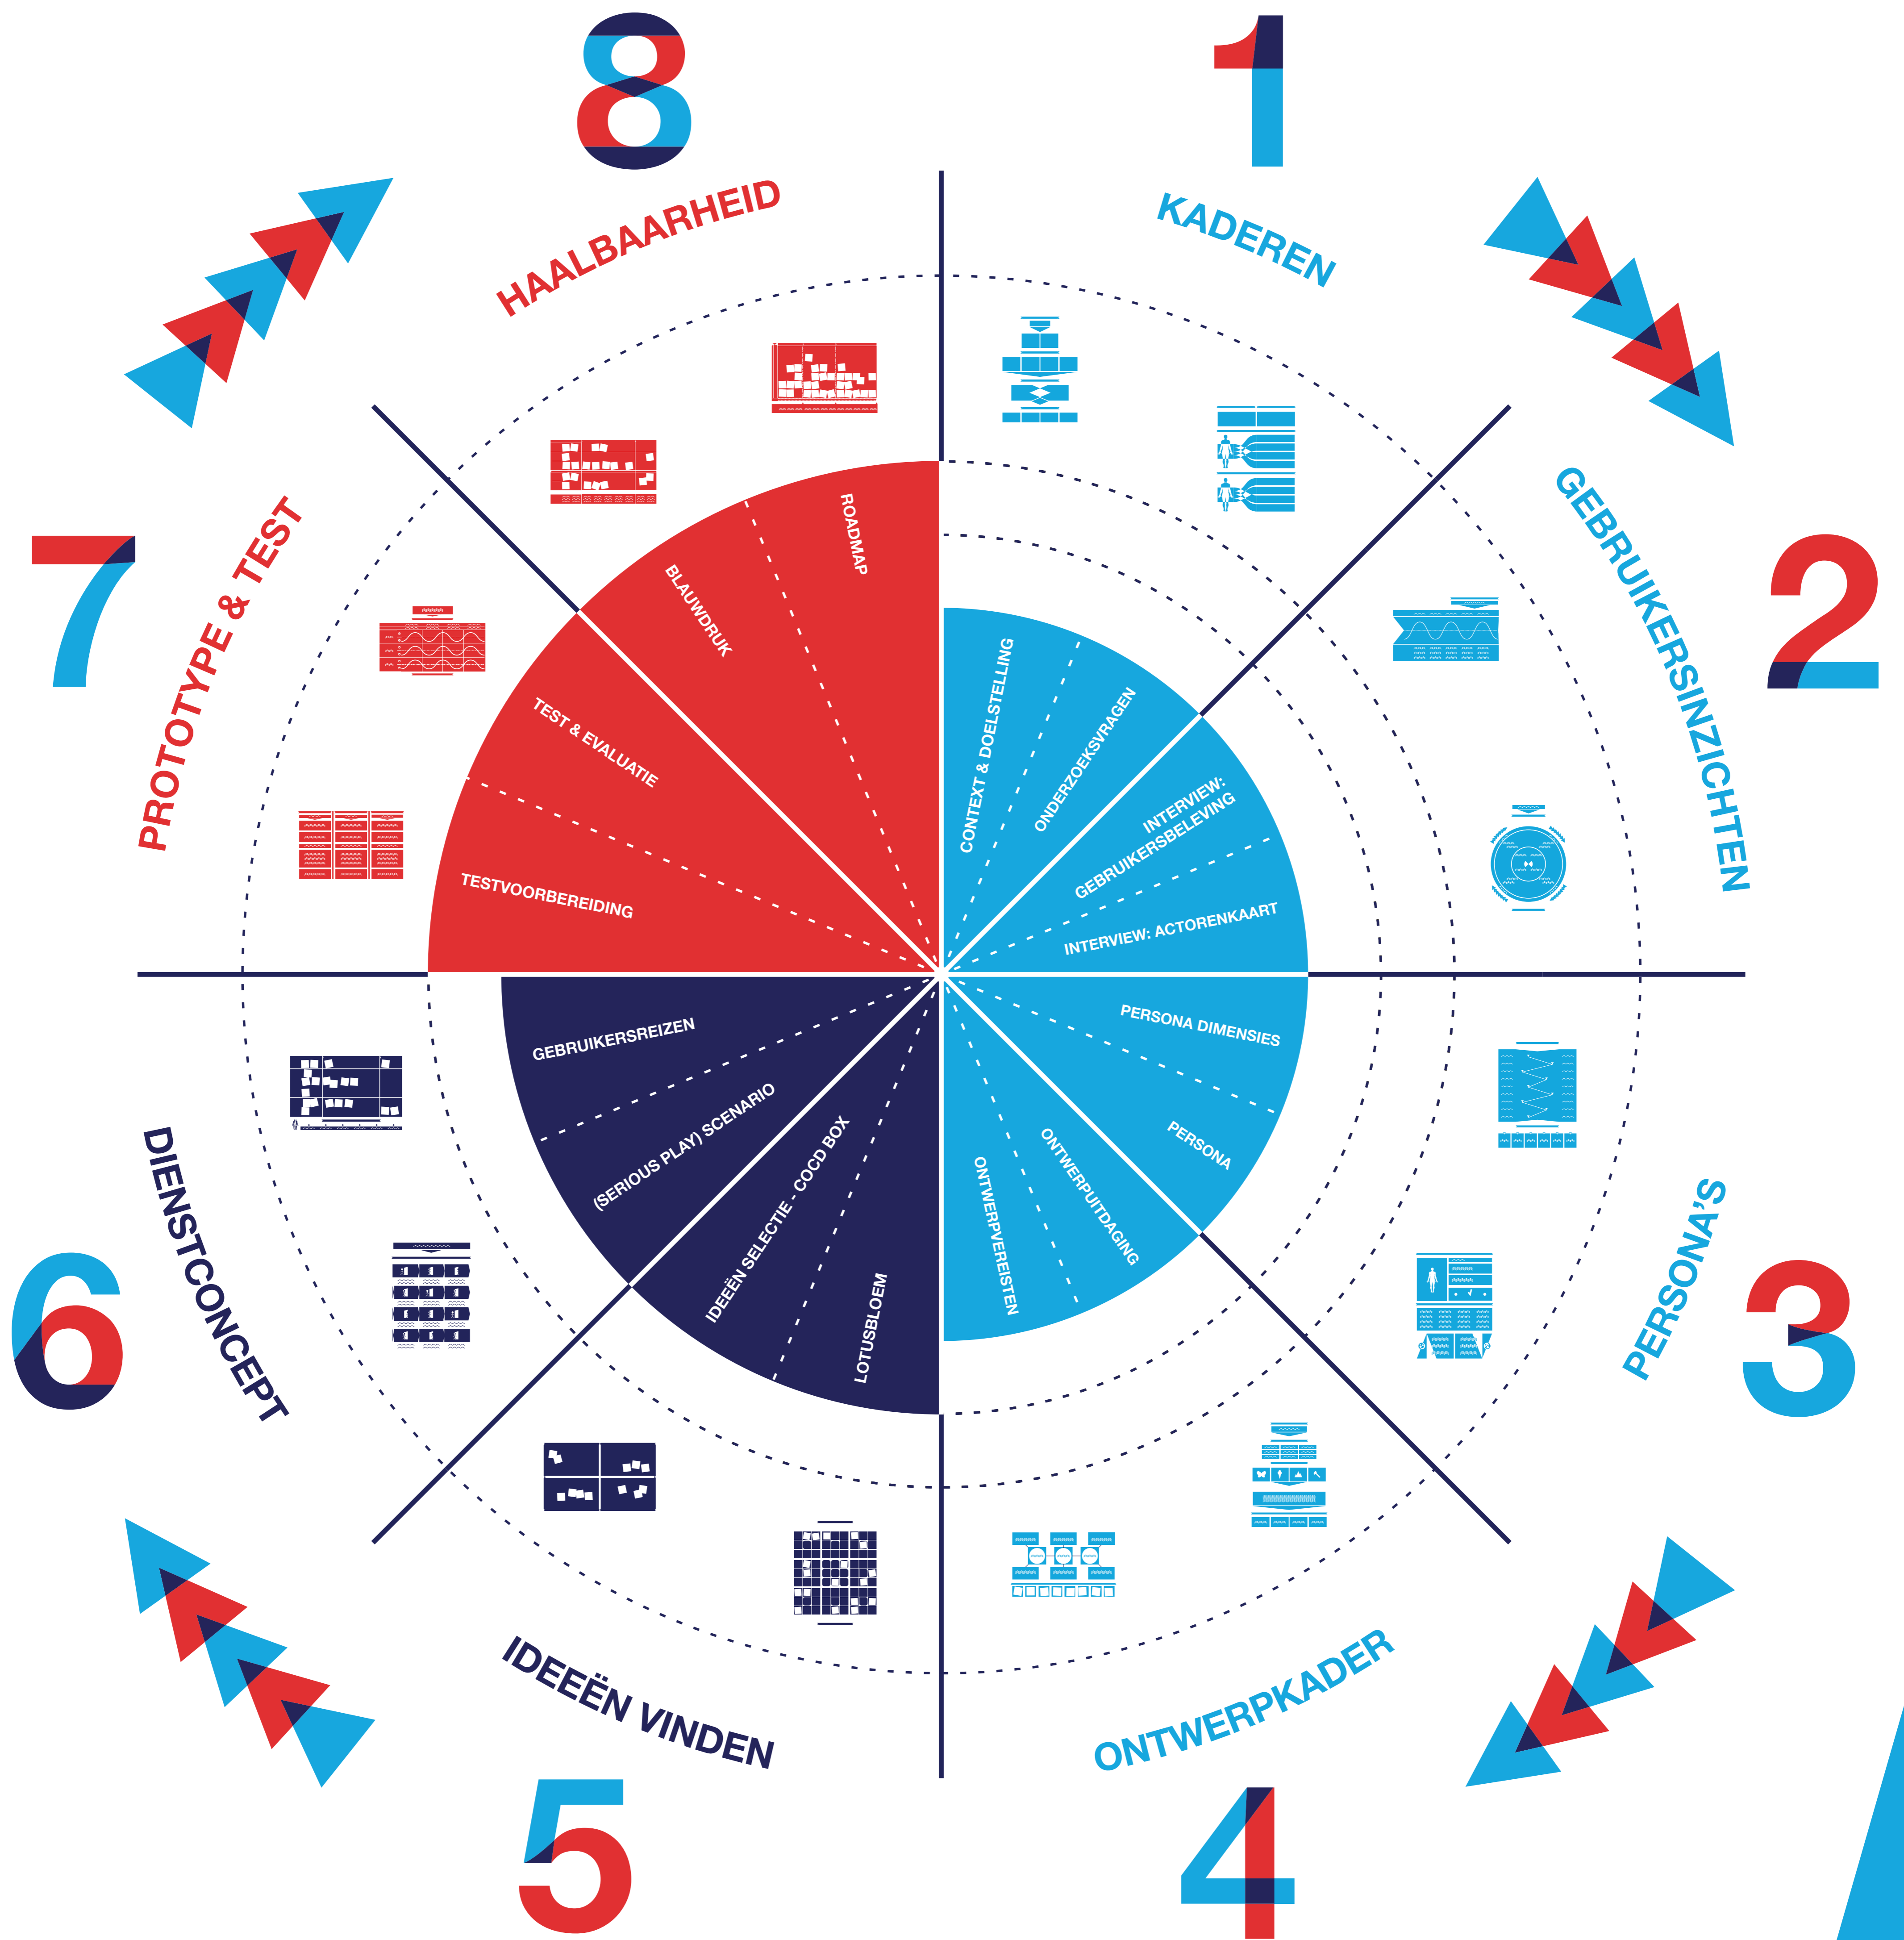 1
KADEREN
CONTEXT & DOELSTELLING
ONDERZOEKSVRAGEN
2
GEBRUIKERSINZICHTEN
INTERVIEW:
GEBRUIKERSBELEVING
INTERVIEW: ACTORENKAART
3
PERSONA'S
PERSONA DIMENSIES
PERSONA
4
ONTWERPKADER
ONTWERPUITDAGING
ONTWERPVEREISTEN
5
IDEEËN VINDEN
LOTUSBLOEM
IDEEËN SELECTIE - COCD BOX
6
DIENSTCONCEPT
(SERIOUS PLAY) SCENARIO
GEBRUIKERSREIZEN
7
PROTOTYPE & TEST
TESTVOORBEREIDING
TEST & EVALUATIE
8
HAALBAARHEID
BLAUWDRUK
ROADMAP